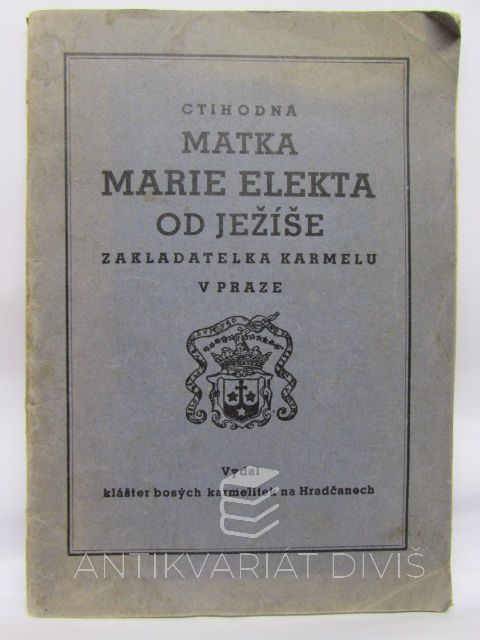 CTIHODNÁ
MATKA
MARIE ELEKTA
OD JEŽÍŠE
ZAKLADATELKA KARMELU
V PRAZE
Vydal
klášter bosých karmelitek na Hradčanech
ANTIKVARIÁT DIVIŠ